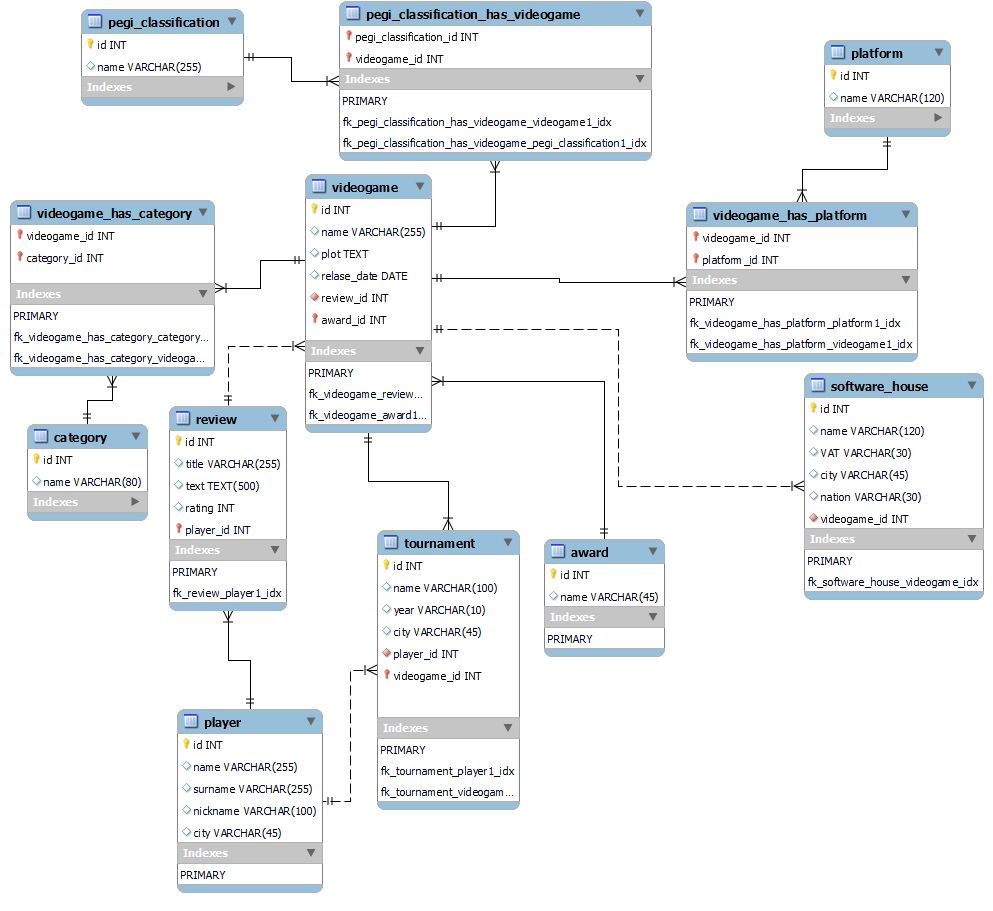 pegi_classification
id INT
name VARCHAR(255)
Indexes
pegi_classification_has_videogame
pegi_classification_id INT
videogame_id INT
Indexes
PRIMARY
fk_pegi_classification_has_videogame_videogame1_idx
fk_pegi_classification_has_videogame_pegi_classification1_idx
platform
id INT
name VARCHAR(120)
Indexes
videogame_has_category
videogame_id INT
category_id INT
Indexes
PRIMARY
fk_videogame_has_category_category...
fk_videogame_has_category_videoga...
videogame
id INT
name VARCHAR(255)
plot TEXT
relase_date DATE
review_id INT
award_id INT
Indexes
PRIMARY
fk_videogame_review...
fk_videogame_award1...
videogame_has_platform
videogame_id INT
platform_id INT
Indexes
PRIMARY
fk_videogame_has_platform_platform1_idx
fk_videogame_has_platform_videogame1_idx
category
id INT
name VARCHAR(80)
Indexes
review
id INT
title VARCHAR(255)
text TEXT(500)
rating INT
player_id INT
Indexes
PRIMARY
fk_review_player1_idx
software_house
id INT
name VARCHAR(120)
VAT VARCHAR(30)
city VARCHAR(45)
nation VARCHAR(30)
videogame_id INT
Indexes
PRIMARY
fk_software_house_videogame_idx
tournament
id INT
name VARCHAR(100)
year VARCHAR(10)
city VARCHAR(45)
player_id INT
videogame_id INT
Indexes
PRIMARY
fk_tournament_player1_idx
fk_tournament_videogam...
award
id INT
name VARCHAR(45)
Indexes
PRIMARY
player
id INT
name VARCHAR(255)
surname VARCHAR(255)
nickname VARCHAR(100)
city VARCHAR(45)
Indexes
PRIMARY